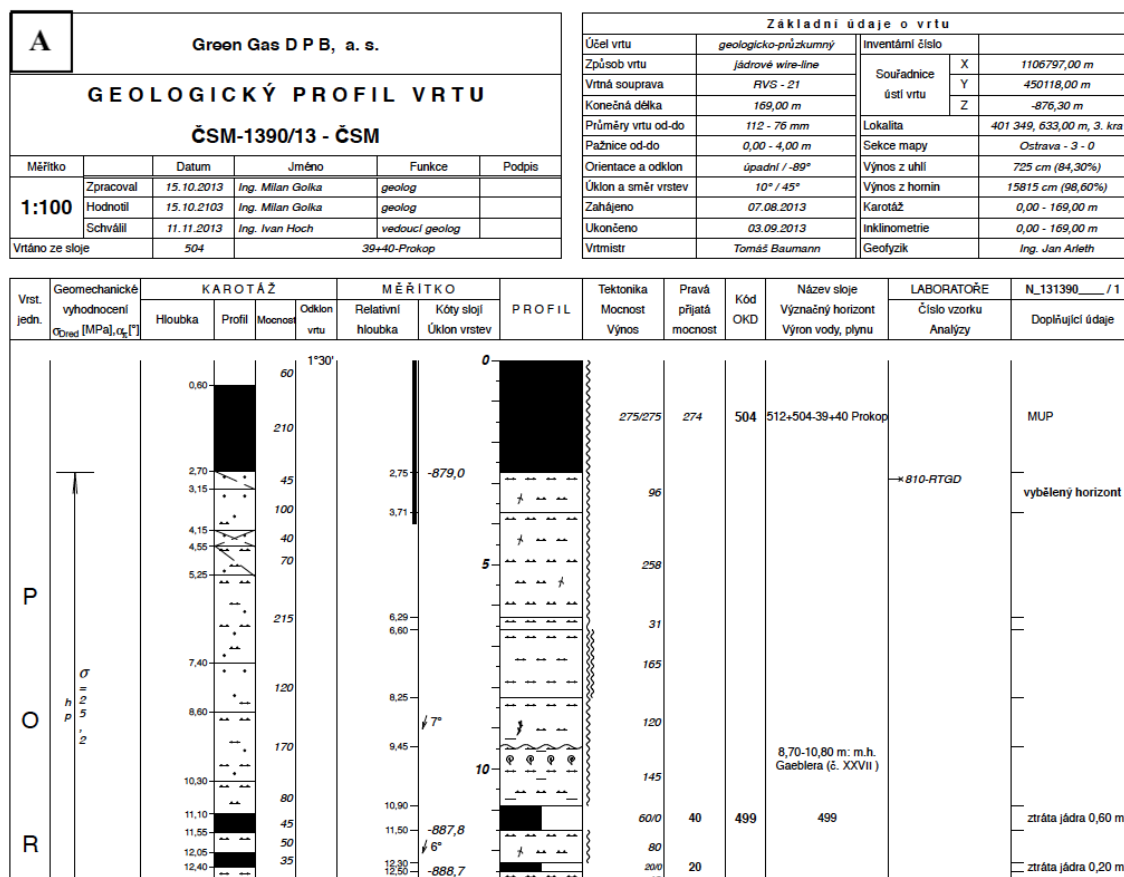 A
Green Gas D P B, a. s.
GEOLOGICKÝ PROFIL VRTU
ČSM-1390/13 - ČSM
Měřítko Datum Jméno Funkce Podpis
1:100
Zpracoval 15.10.2013 Ing. Milan Golka geolog
Hodnotil 15.10.2103 Ing. Milan Golka geolog
Schválil 11.11.2013 Ing. Ivan Hoch vedoucí geolog
Vrtáno ze sloje 504 39+40-Prokop
Základní údaje o vrtu
Účel vrtu geologicko-průzkumný Inventární číslo
Způsob vrtu jádrové wire-line Souřadnice ústí vrtu X 1106797,00 m
Vrtná souprava RVS - 21 Y 450118,00 m
Konečná délka 169,00 m Z -876,30 m
Průměry vrtu od-do 112 - 76 mm Lokalita 401 349, 633,00 m, 3. kra
Pažnice od-do 0,00 - 4,00 m Sekce mapy Ostrava - 3 - 0
Orientace a odklon úpadní / -89° Výnos z uhlí 725 cm (84,30%)
Úklon a směr vrstev 10° / 45° Výnos z hornin 15815 cm (98,60%)
Zahájeno 07.08.2013 Karotáž 0,00 - 169,00 m
Ukončeno 03.09.2013 Inklinometrie 0,00 - 169,00 m
Vrtmistr Tomáš Baumann Geofyzik Ing. Jan Arleth
Vrst. jedn.
Geomechanické
vyhodnocení
σDred [MPa],
KAROTÁŽ
Hloubka Profil Mocnost Odklon vrtu
MĚŘÍTKO
Relativní hloubka
Kóty slojí
Úklon vrstev
PROFIL
Tektonika
Mocnost
Výnos
Pravá
přijatá
mocnost
Kód
OKD
Název sloje
Význačný horizont
Výron vody, plynu
LABORATOŘE
Číslo vzorku
Analýzy
N_131390____ / 1
Doplňující údaje
1°30'
60
0
0,60
275/275 274 504 512+504-39+40 Prokop MUP
210
2,70 2,75 -879,0
45
810-RTGD
3,15
96
vybělený horizont
100
3,71
4,15
40
4,55
70
5
258
5,25
P
6,29
215
31
6,60
165
7,40
σ=25,2
hp
120
8,25
8,60
O
7°
120
170
9,45
8,70-10,80 m: m.h.
Gaeblera (č. XXVII )
10
145
10,30
80
10,90
11,10
45
60/0 40 499 499 ztráta jádra 0,60 m
11,50 -887,8
11,55
R
50
6°
80
12,05
35
12,30
20/0 20 ztráta jádra 0,20 m
12,40
12,50 -888,7